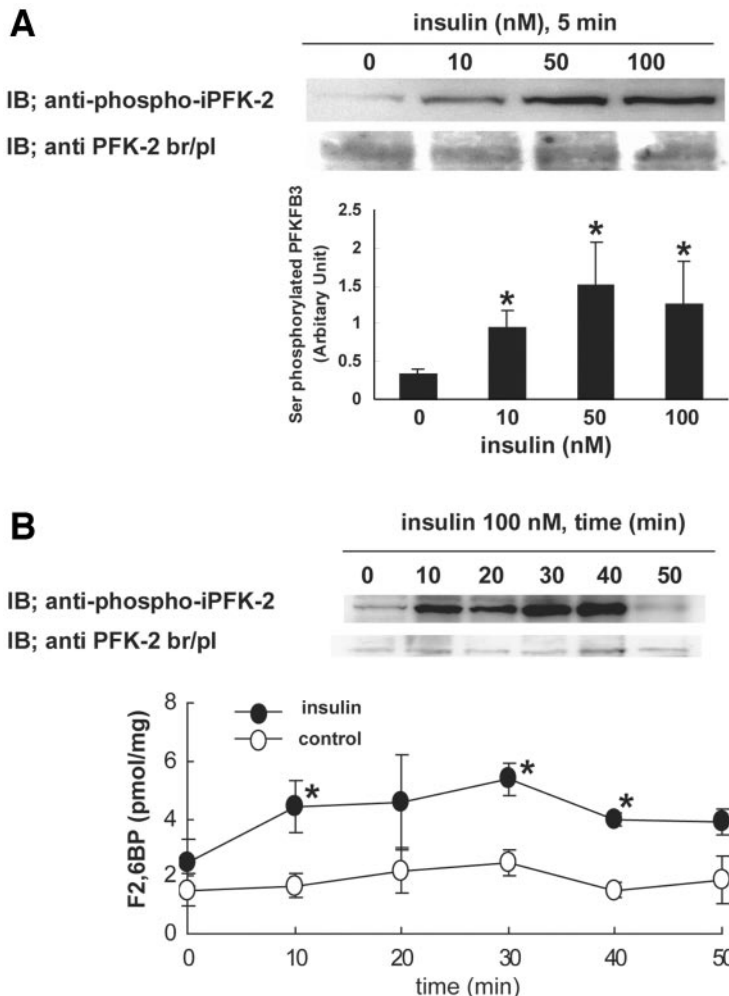 A
insulin (nM), 5 min
0 10 50 100
IB; anti-phospho-iPFK-2
IB; anti PFK-2 br/pl
Ser phosphorylated PFKFB3
(Arbitary Unit)
2.5
2
1.5
1
0.5
0
* * *
0 10 50 100
insulin (nM)
B
insulin 100 nM, time (min)
0 10 20 30 40 50
IB; anti-phospho-iPFK-2
IB; anti PFK-2 br/pl
F2,6BP (pmol/mg)
8
6
4
2
0
insulin
control
* * *
0 10 20 30 40 50
time (min)